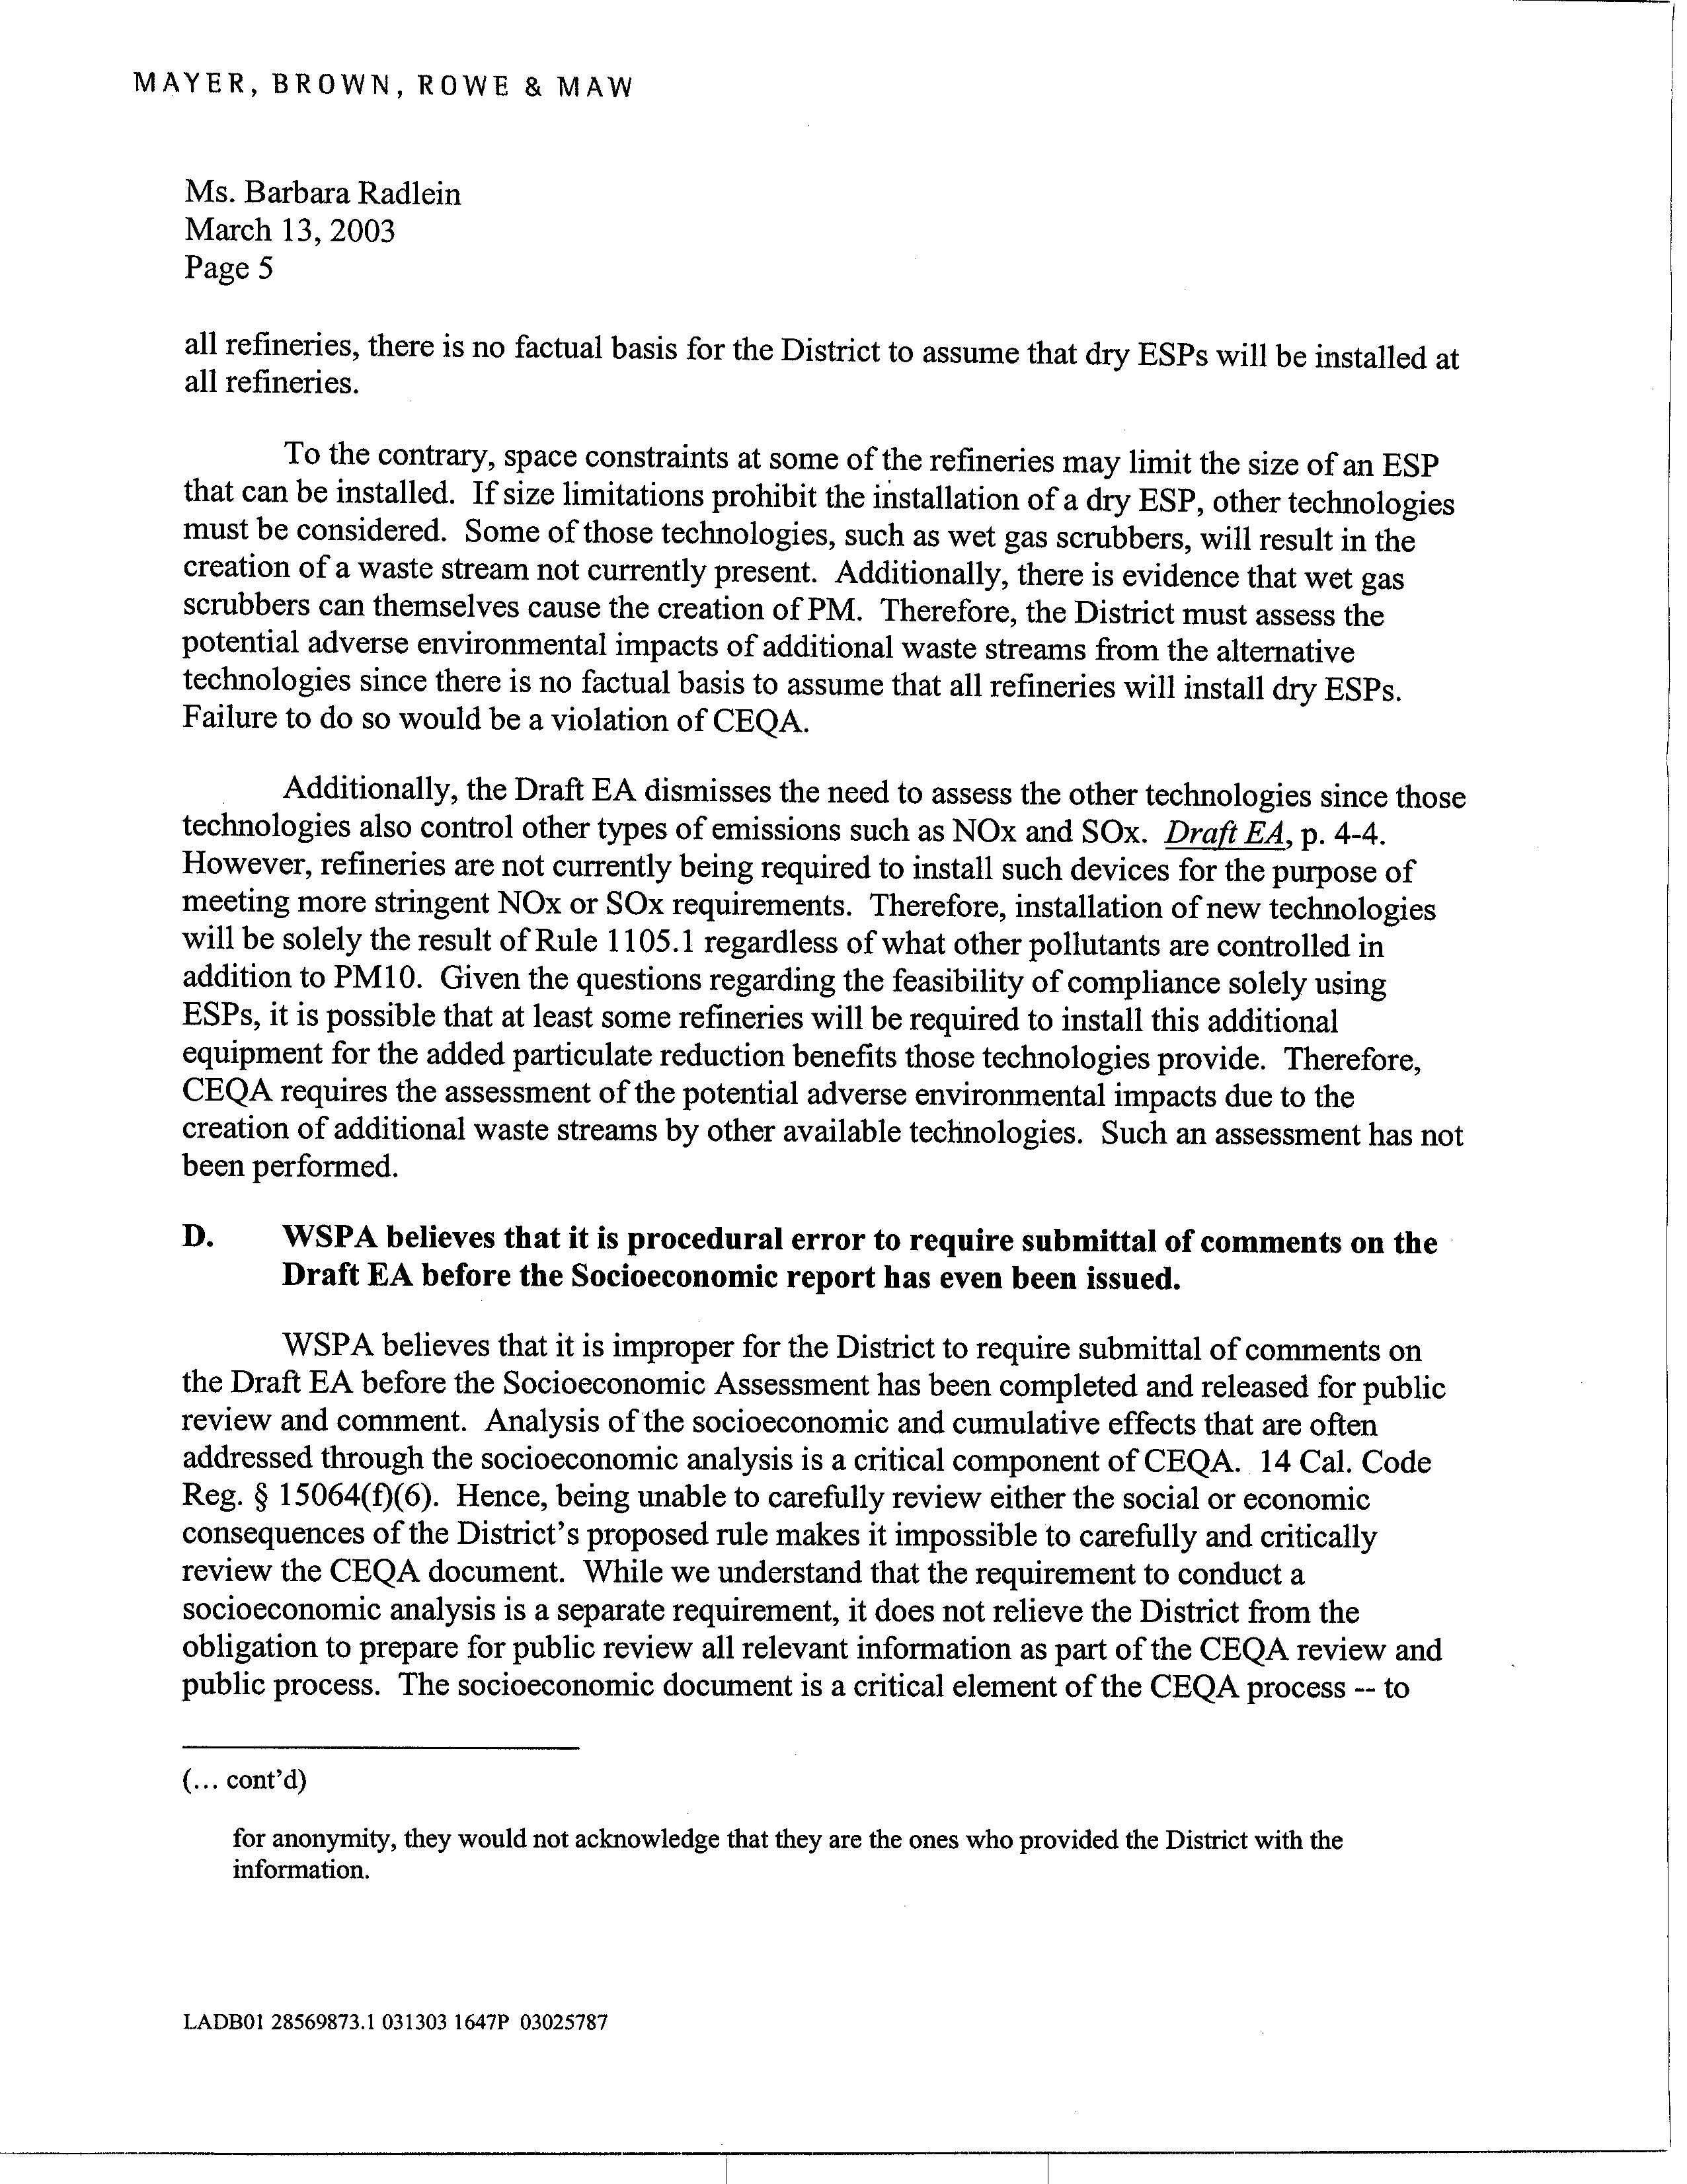 MAYER, BROWN, ROWE & MAW
Ms. Barbara Radlein
March 13, 2003
Page 5
all refineries, there is no factual basis for the District to assume that dry ESPs will be installed at
all refineries.
To the contrary, space constraints at some of the refineries may limit the size of an ESP
that can be installed. If size limitations prohibit the installation of a dry ESP, other technologies
must be considered. Some of those technologies, such as wet gas scrubbers, will result in the
creation of a waste stream not currently present. Additionally, there is evidence that wet gas
scrubbers can themselves cause the creation of PM. Therefore, the District must assess the
potential adverse environmental impacts of additional waste streams from the alternative
technologies since there is no factual basis to assume that all refineries will install dry ESPs.
Failure to do so would be a violation of CEQA.
Additionally, the Draft EA dismisses the need to assess the other technologies since those
technologies also control other types of emissions such as NOx and SOx. Draft EA, p. 4-4.
However, refineries are not currently being required to install such devices for the purpose of
meeting more stringent NOx or SOx requirements. Therefore, installation of new technologies
will be solely the result of Rule 1105.1 regardless of what other pollutants are controlled in
addition to PM10. Given the questions regarding the feasibility of compliance solely using
ESPs, it is possible that at least some refineries will be required to install this additional
equipment for the added particulate reduction benefits those technologies provide. Therefore,
CEQA requires the assessment of the potential adverse environmental impacts due to the
creation of additional waste streams by other available technologies. Such an assessment has not
been performed.
D. WSPA believes that it is procedural error to require submittal of comments on the
Draft EA before the Socioeconomic report has even been issued.
WSPA believes that it is improper for the District to require submittal of comments on
the Draft EA before the Socioeconomic Assessment has been completed and released for public
review and comment. Analysis of the socioeconomic and cumulative effects that are often
addressed through the socioeconomic analysis is a critical component of CEQA. 14 Cal. Code
Reg. § 15064(f)(6). Hence, being unable to carefully review either the social or economic
consequences of the District's proposed rule makes it impossible to carefully and critically
review the CEQA document. While we understand that the requirement to conduct a
socioeconomic analysis is a separate requirement, it does not relieve the District from the
obligation to prepare for public review all relevant information as part of the CEQA review and
public process. The socioeconomic document is a critical element of the CEQA process -- to
(... cont'd)
for anonymity, they would not acknowledge that they are the ones who provided the District with the
information.
LADB01 28569873.1 031303 1647P 03025787